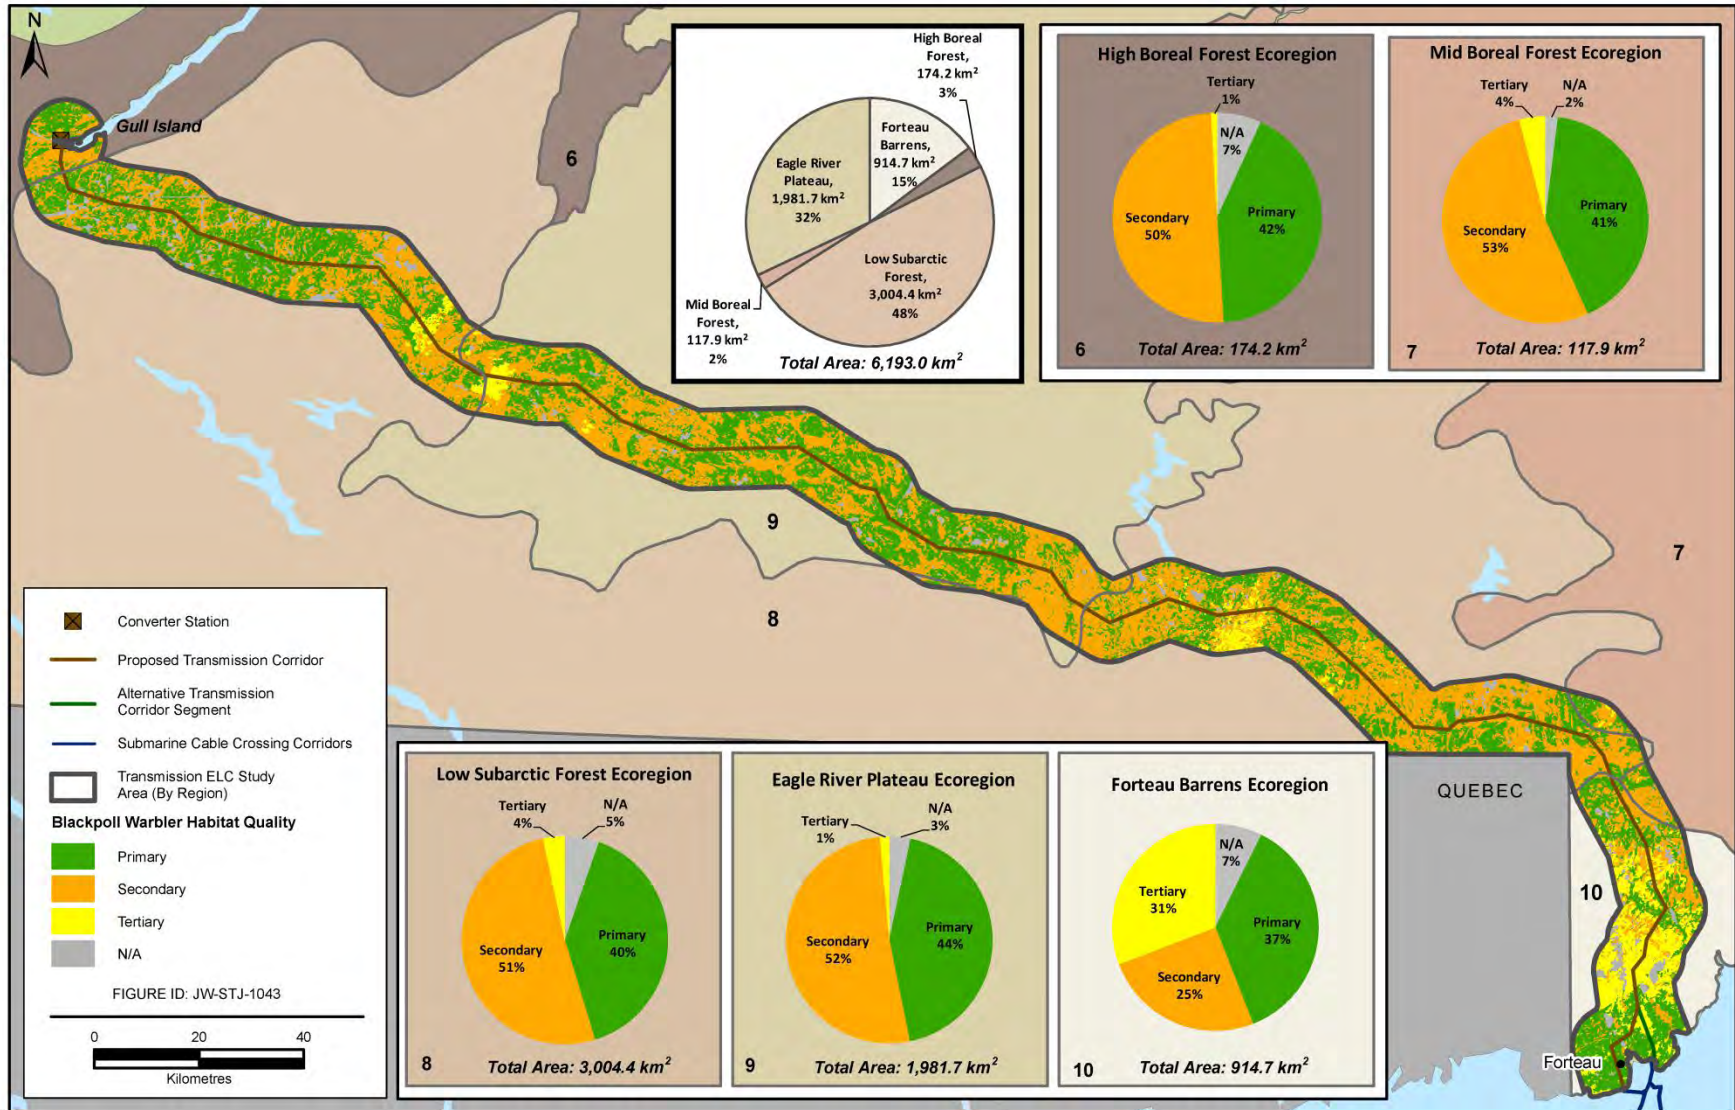 N
Gull Island
6
High Boreal
Forest,
174.2 km²
3%
Forteau
Barrens,
914.7 km²
15%
Eagle River
Plateau,
1,981.7 km²
32%
Low Subarctic
Forest,
3,004.4 km²
48%
Mid Boreal
Forest,
117.9 km²
2%
Total Area: 6,193.0 km²
High Boreal Forest Ecoregion
Tertiary
1%
N/A
7%
Secondary
50%
Primary
42%
6 Total Area: 174.2 km²
Mid Boreal Forest Ecoregion
Tertiary
4%
N/A
2%
Primary
41%
Secondary
53%
7 Total Area: 117.9 km²
9
7
8
Converter Station
Proposed Transmission Corridor
Alternative Transmission
Corridor Segment
Submarine Cable Crossing Corridors
Transmission ELC Study
Area (By Region)
Blackpoll Warbler Habitat Quality
Primary
Secondary
Tertiary
N/A
FIGURE ID: JW-STJ-1043
0 20 40
Kilometres
Low Subarctic Forest Ecoregion
Tertiary
4%
N/A
5%
Primary
40%
Secondary
51%
8 Total Area: 3,004.4 km²
Eagle River Plateau Ecoregion
Tertiary
1%
N/A
3%
Primary
44%
Secondary
52%
9 Total Area: 1,981.7 km²
Forteau Barrens Ecoregion
N/A
7%
Tertiary
31%
Primary
37%
Secondary
25%
10 Total Area: 914.7 km²
QUEBEC
10
Forteau